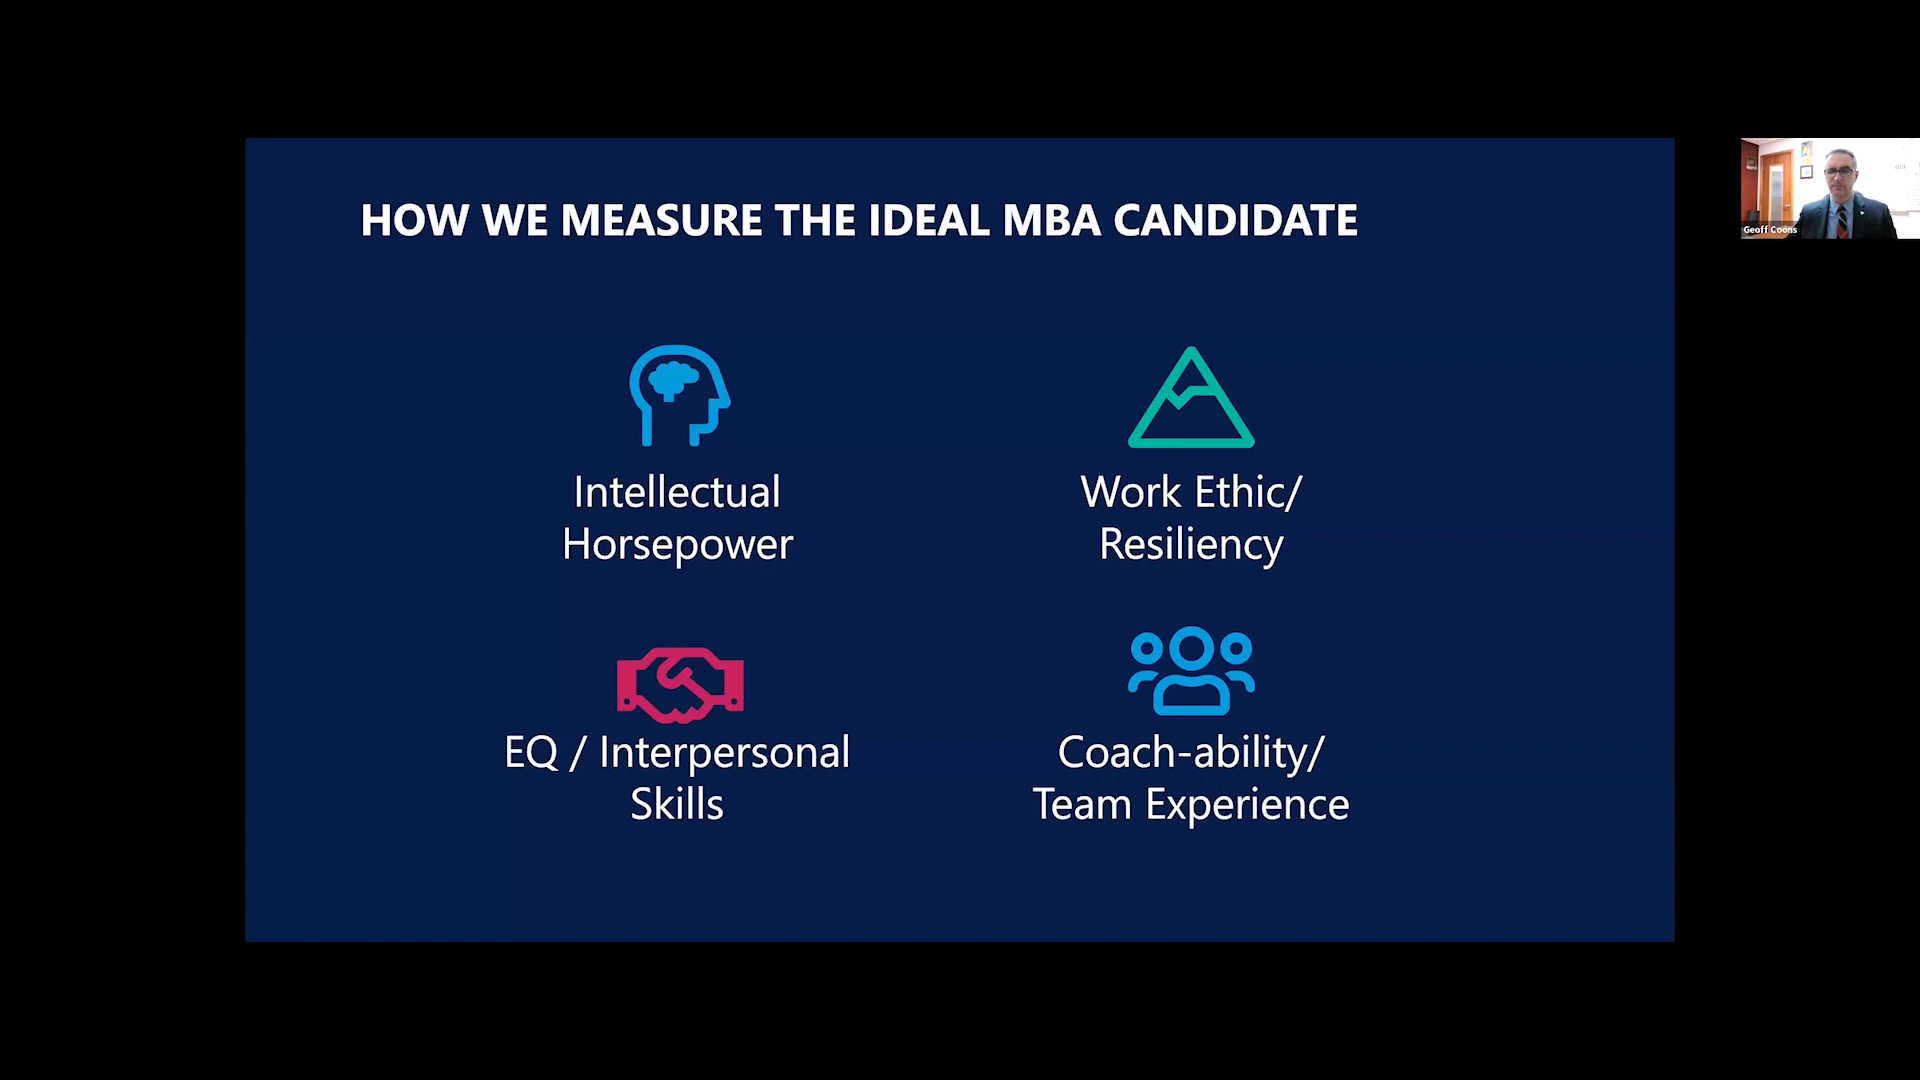 HOW WE MEASURE THE IDEAL MBA CANDIDATE
Intellectual
Horsepower
Work Ethic/
Resiliency
EQ / Interpersonal
Skills
Coach-ability/
Team Experience
Geoff Coons